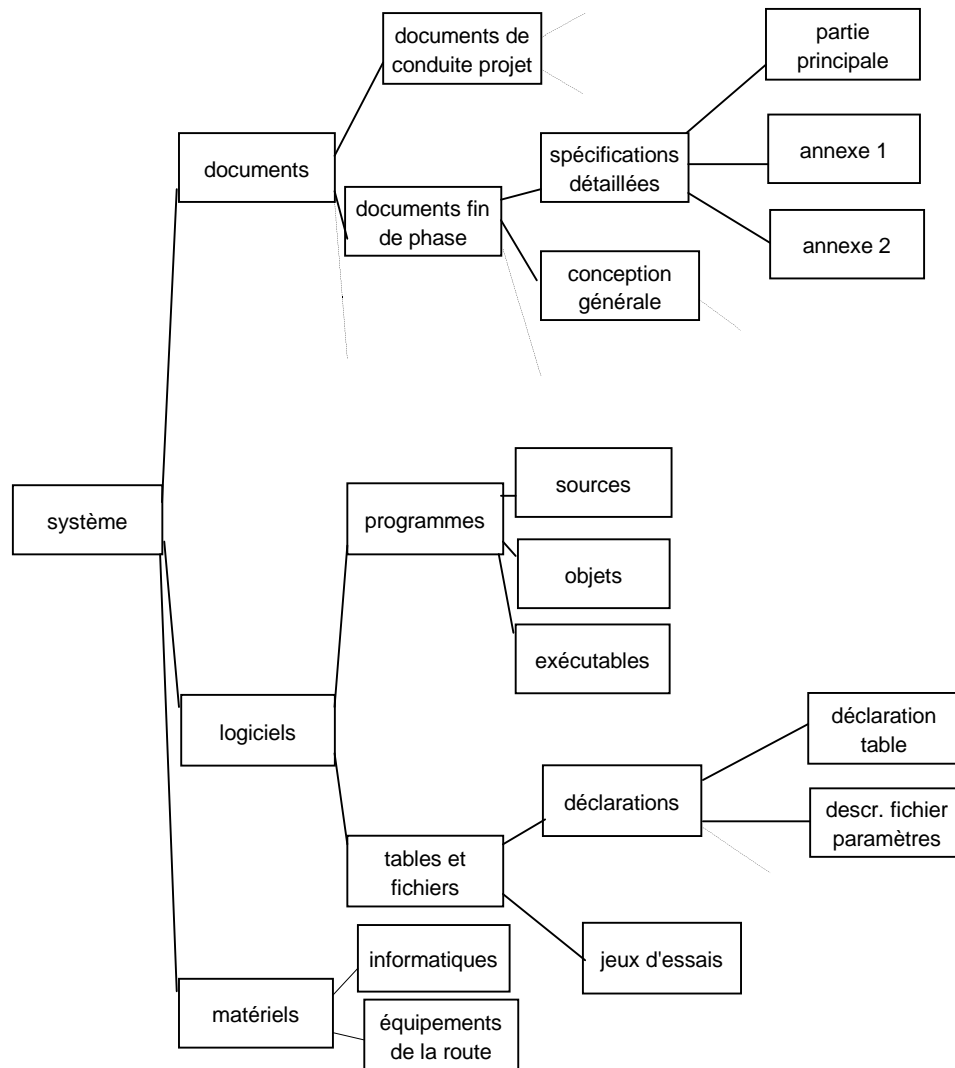 documents de
conduite projet
partie
principale
documents
spécifications
détaillées
annexe 1
documents fin
de phase
annexe 2
conception
générale
système
programmes
sources
objets
exécutables
logiciels
déclaration
table
déclarations
descr. fichier
paramètres
tables et
fichiers
jeux d'essais
informatiques
matériels
équipements
de la route